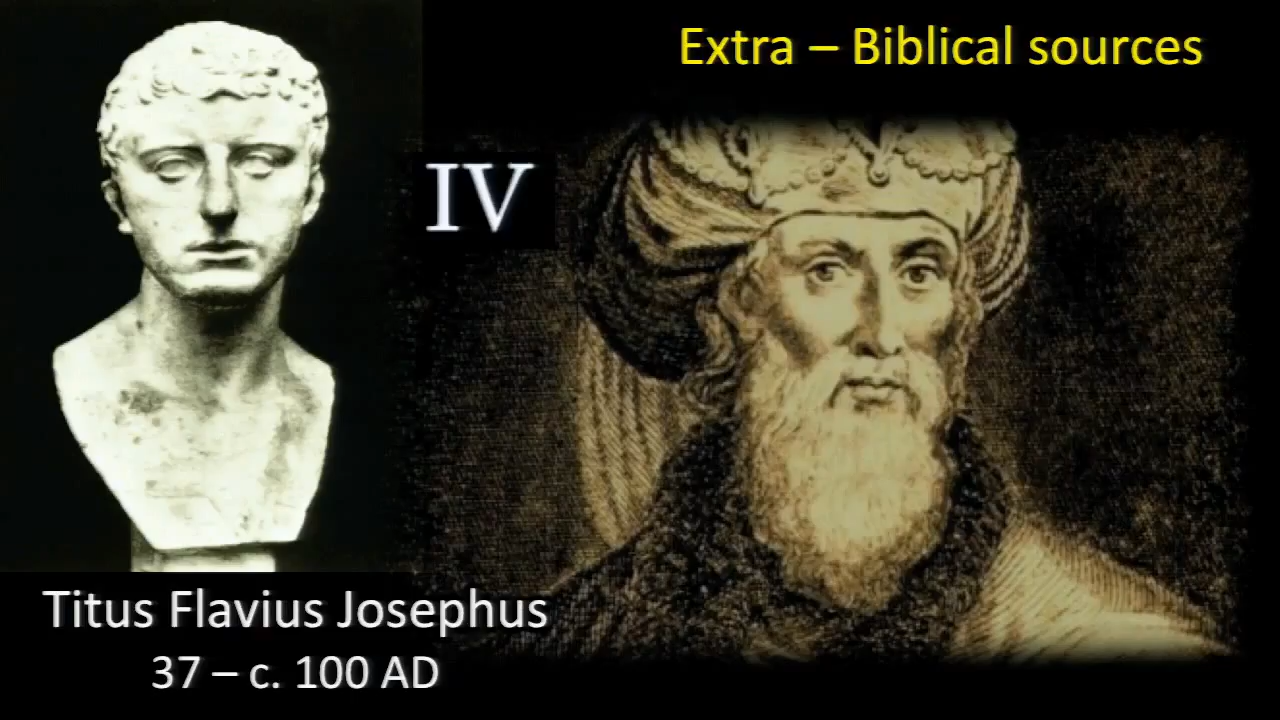 Extra – Biblical sources
IV
Titus Flavius Josephus
37 – c. 100 AD